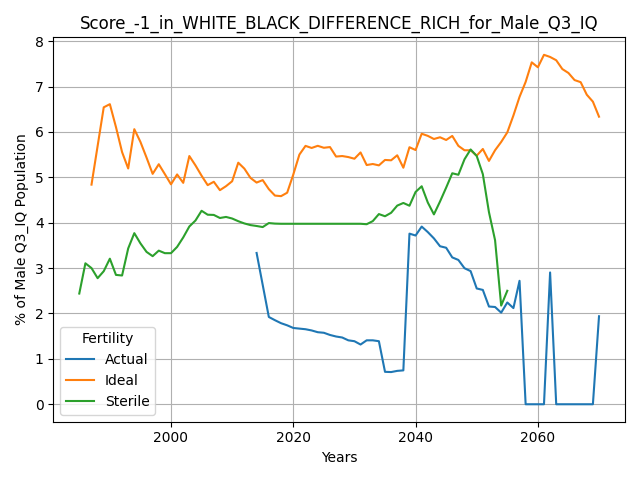 Score_-1_in_WHITE_BLACK_DIFFERENCE_RICH_for_Male_Q3_IQ
% of Male Q3_IQ Population
8
7
6
5
4
3
2
1
0
Fertility
Actual
Ideal
Sterile
2000 2020 2040 2060
Years